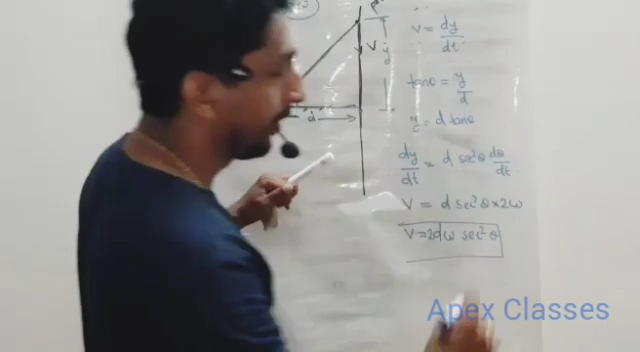 V
y
d
v = dy/dt
tanθ = y/d
y = d tanθ
dy/dt = d sec²θ dθ/dt
V = d sec²θ × 2ω
V = 2dω sec²θ
Apex Classes